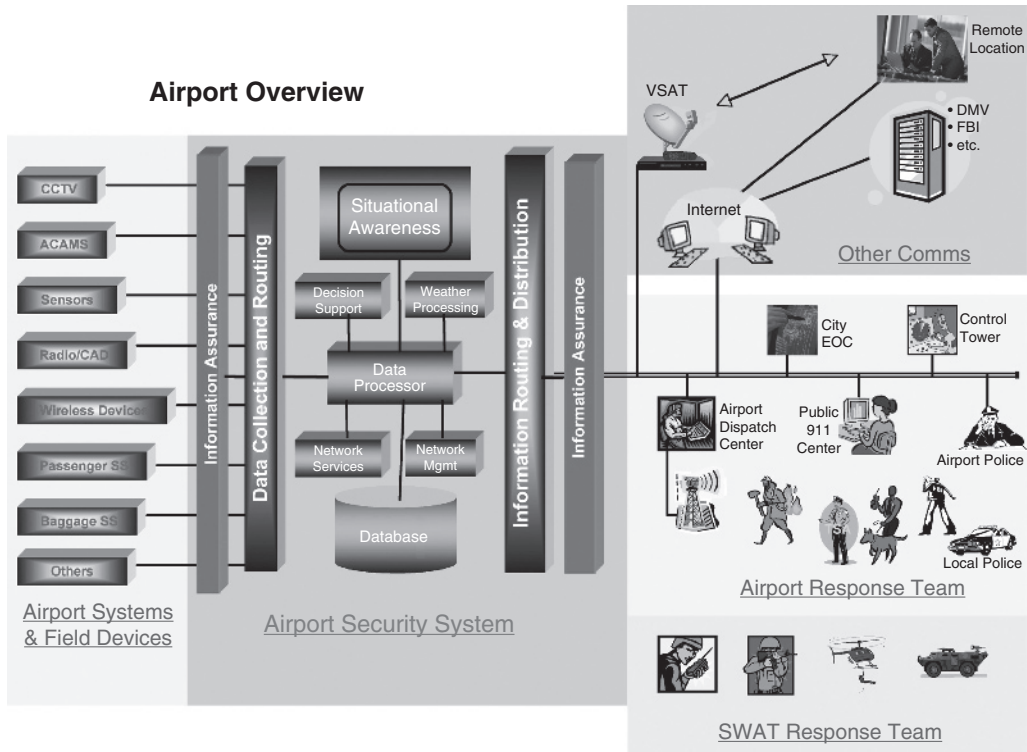 Airport Overview
CCTV
ACAMS
Sensors
Radio/CAD
Wireless Devices
Passenger SS
Baggage SS
Others
Airport Systems
& Field Devices
Information Assurance
Data Collection and Routing
Situational
Awareness
Decision
Support
Weather
Processing
Data
Processor
Network
Services
Network
Mgmt
Database
Information Routing & Distribution
Information Assurance
Airport Security System
VSAT
Remote
Location
• DMV
• FBI
• etc.
Internet
Other Comms
City
EOC
Control
Tower
Airport
Dispatch
Center
Public
911
Center
Airport Police
Local Police
Airport Response Team
SWAT Response Team